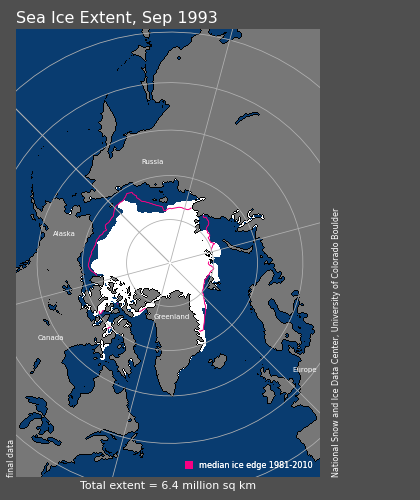 Sea Ice Extent, Sep 1993
Russia
Alaska
Greenland
Canada
Europe
median ice edge 1981-2010
Total extent = 6.4 million sq km
final data
National Snow and Ice Data Center, University of Colorado Boulder